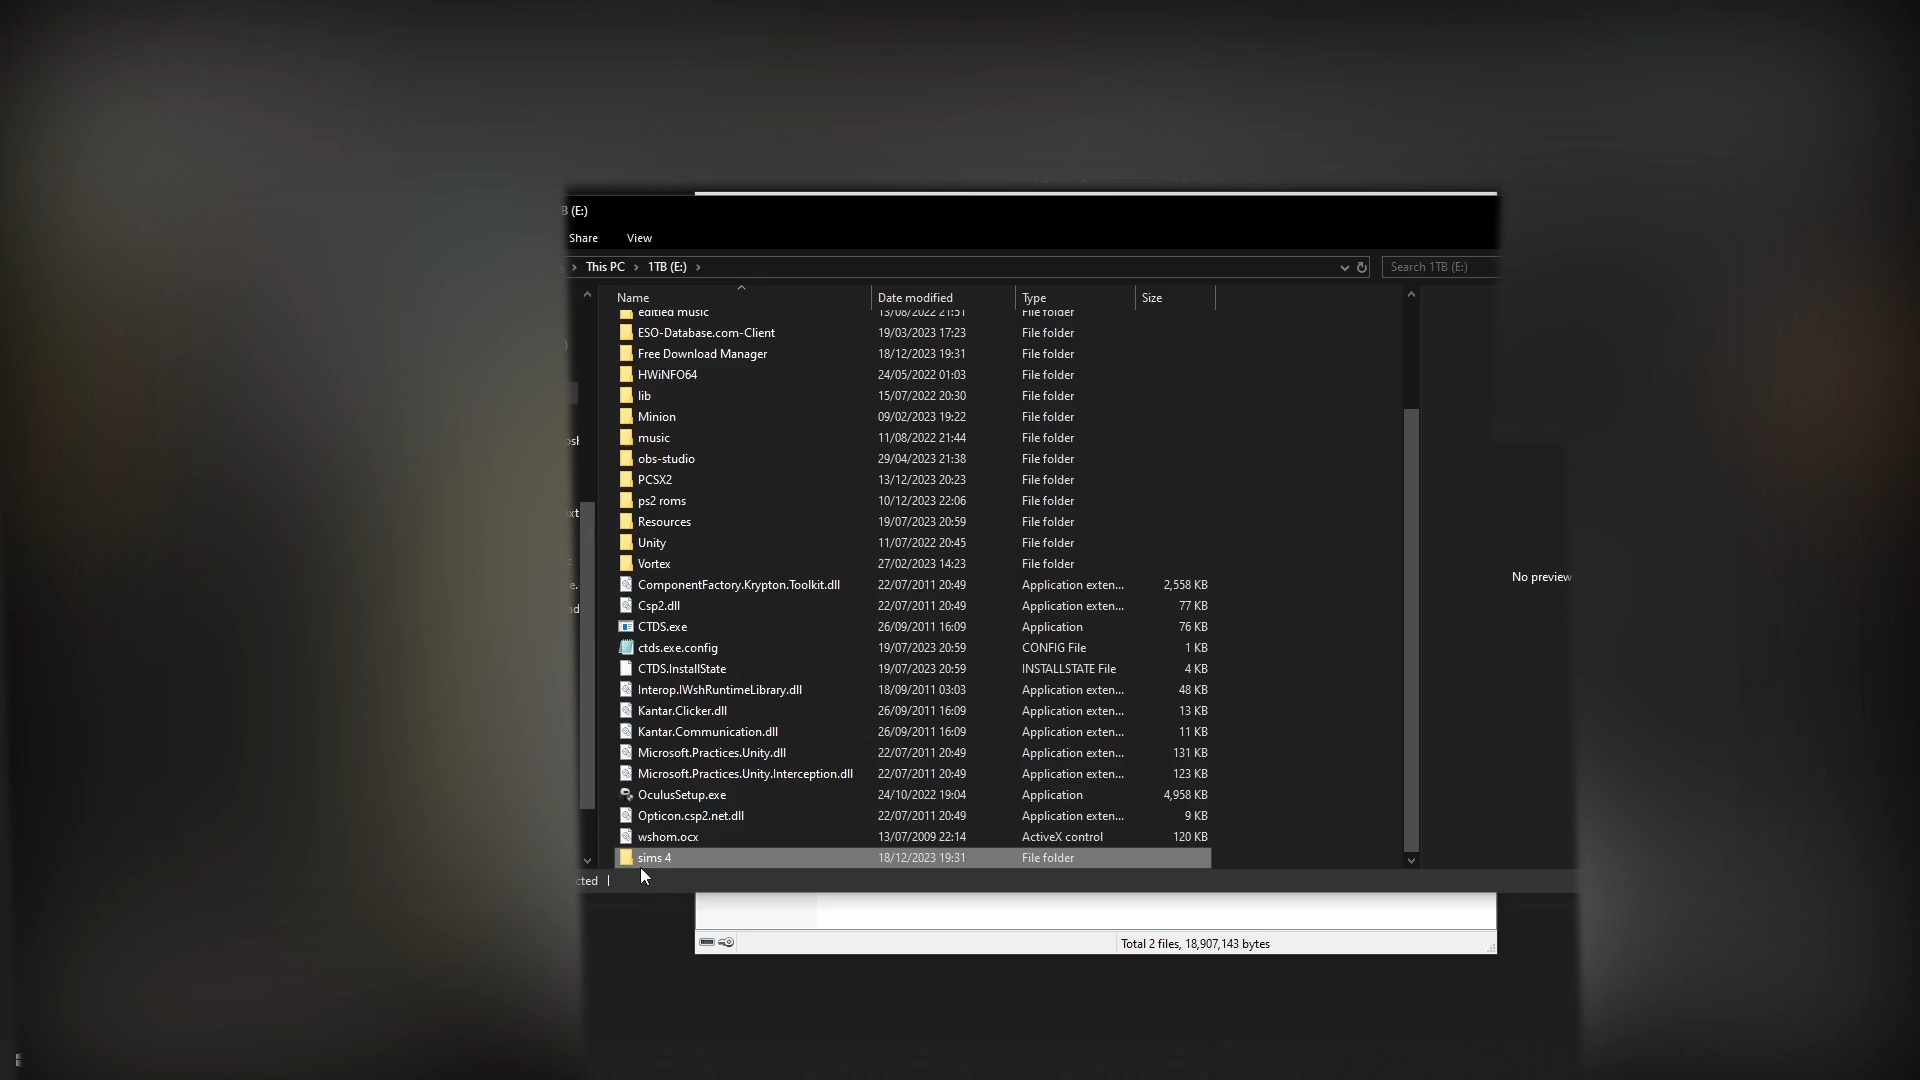 B (E:)
Share View
This PC > 1TB (E:) > Search 1TB (E:)
Name Date modified Type Size
editied music 13/08/2022 21:51 File folder
ESO-Database.com-Client 19/03/2023 17:23 File folder
Free Download Manager 18/12/2023 19:31 File folder
HWiNFO64 24/05/2022 01:03 File folder
lib 15/07/2022 20:30 File folder
Minion 09/02/2023 19:22 File folder
music 11/08/2022 21:44 File folder
obs-studio 29/04/2023 21:38 File folder
PCSX2 13/12/2023 20:23 File folder
ps2 roms 10/12/2023 22:06 File folder
Resources 19/07/2023 20:59 File folder
Unity 11/07/2022 20:45 File folder
Vortex 27/02/2023 14:23 File folder
No preview
ComponentFactory.Krypton.Toolkit.dll 22/07/2011 20:49 Application exten... 2,558 KB
Csp2.dll 22/07/2011 20:49 Application exten... 77 KB
CTDS.exe 26/09/2011 16:09 Application 76 KB
ctds.exe.config 19/07/2023 20:59 CONFIG File 1 KB
CTDS.InstallState 19/07/2023 20:59 INSTALLSTATE File 4 KB
Interop.IWshRuntimeLibrary.dll 18/09/2011 03:03 Application exten... 48 KB
Kantar.Clicker.dll 26/09/2011 16:09 Application exten... 13 KB
Kantar.Communication.dll 26/09/2011 16:09 Application exten... 11 KB
Microsoft.Practices.Unity.dll 22/07/2011 20:49 Application exten... 131 KB
Microsoft.Practices.Unity.Interception.dll 22/07/2011 20:49 Application exten... 123 KB
OculusSetup.exe 24/10/2022 19:04 Application 4,958 KB
Opticon.csp2.net.dll 22/07/2011 20:49 Application exten... 9 KB
wshom.ocx 13/07/2009 22:14 ActiveX control 120 KB
sims 4 18/12/2023 19:31 File folder
cted
Total 2 files, 18,907,143 bytes